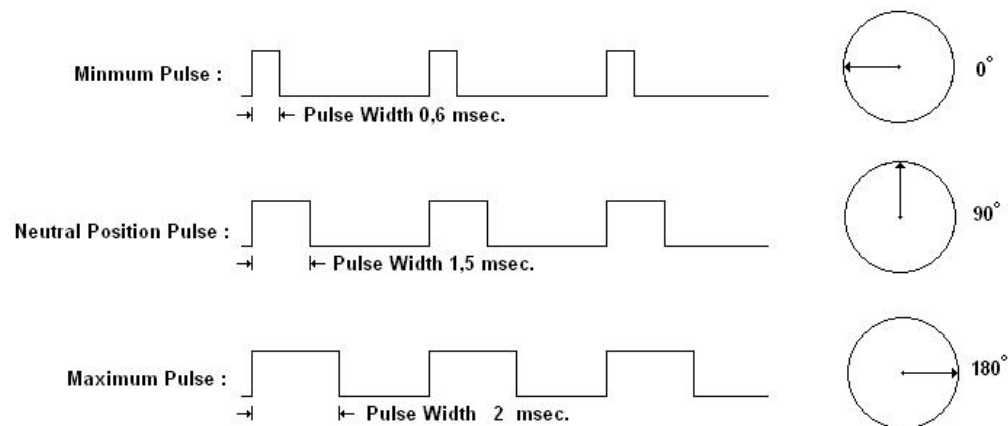 Minmum Pulse :
0°
Pulse Width 0,6 msec.
Neutral Position Pulse :
90°
Pulse Width 1,5 msec.
Maximum Pulse :
180°
Pulse Width 2 msec.